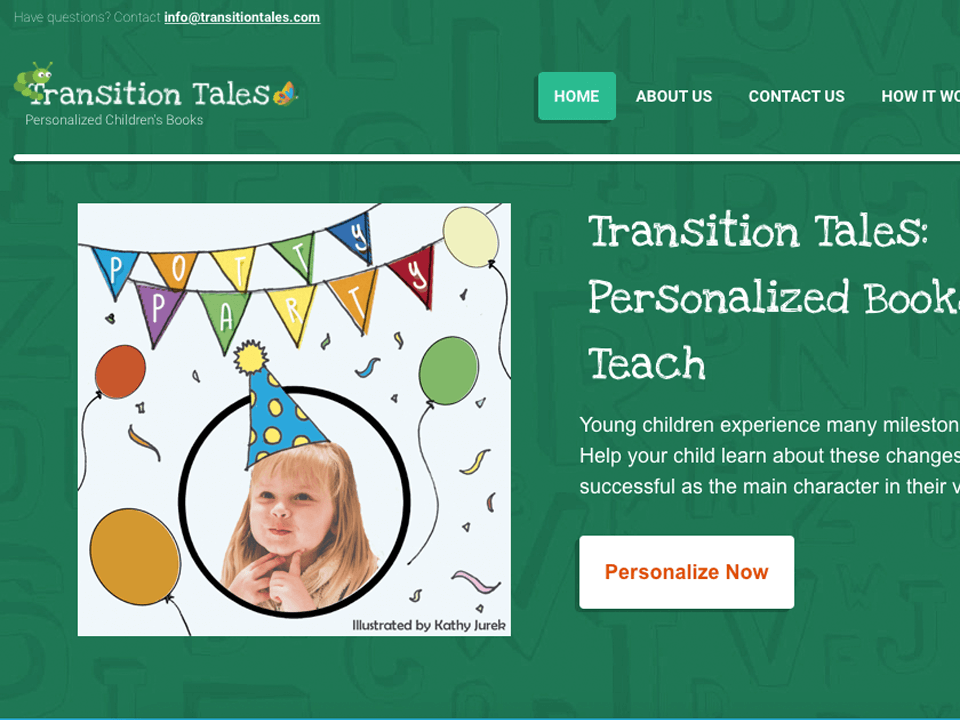 Have questions? Contact info@transitiontales.com
Transition Tales
Personalized Children's Books
HOME ABOUT US CONTACT US HOW IT WO
POTTY
PARTY
Illustrated by Kathy Jurek
Transition Tales:
Personalized Book
Teach
Young children experience many mileston
Help your child learn about these changes
successful as the main character in their v
Personalize Now